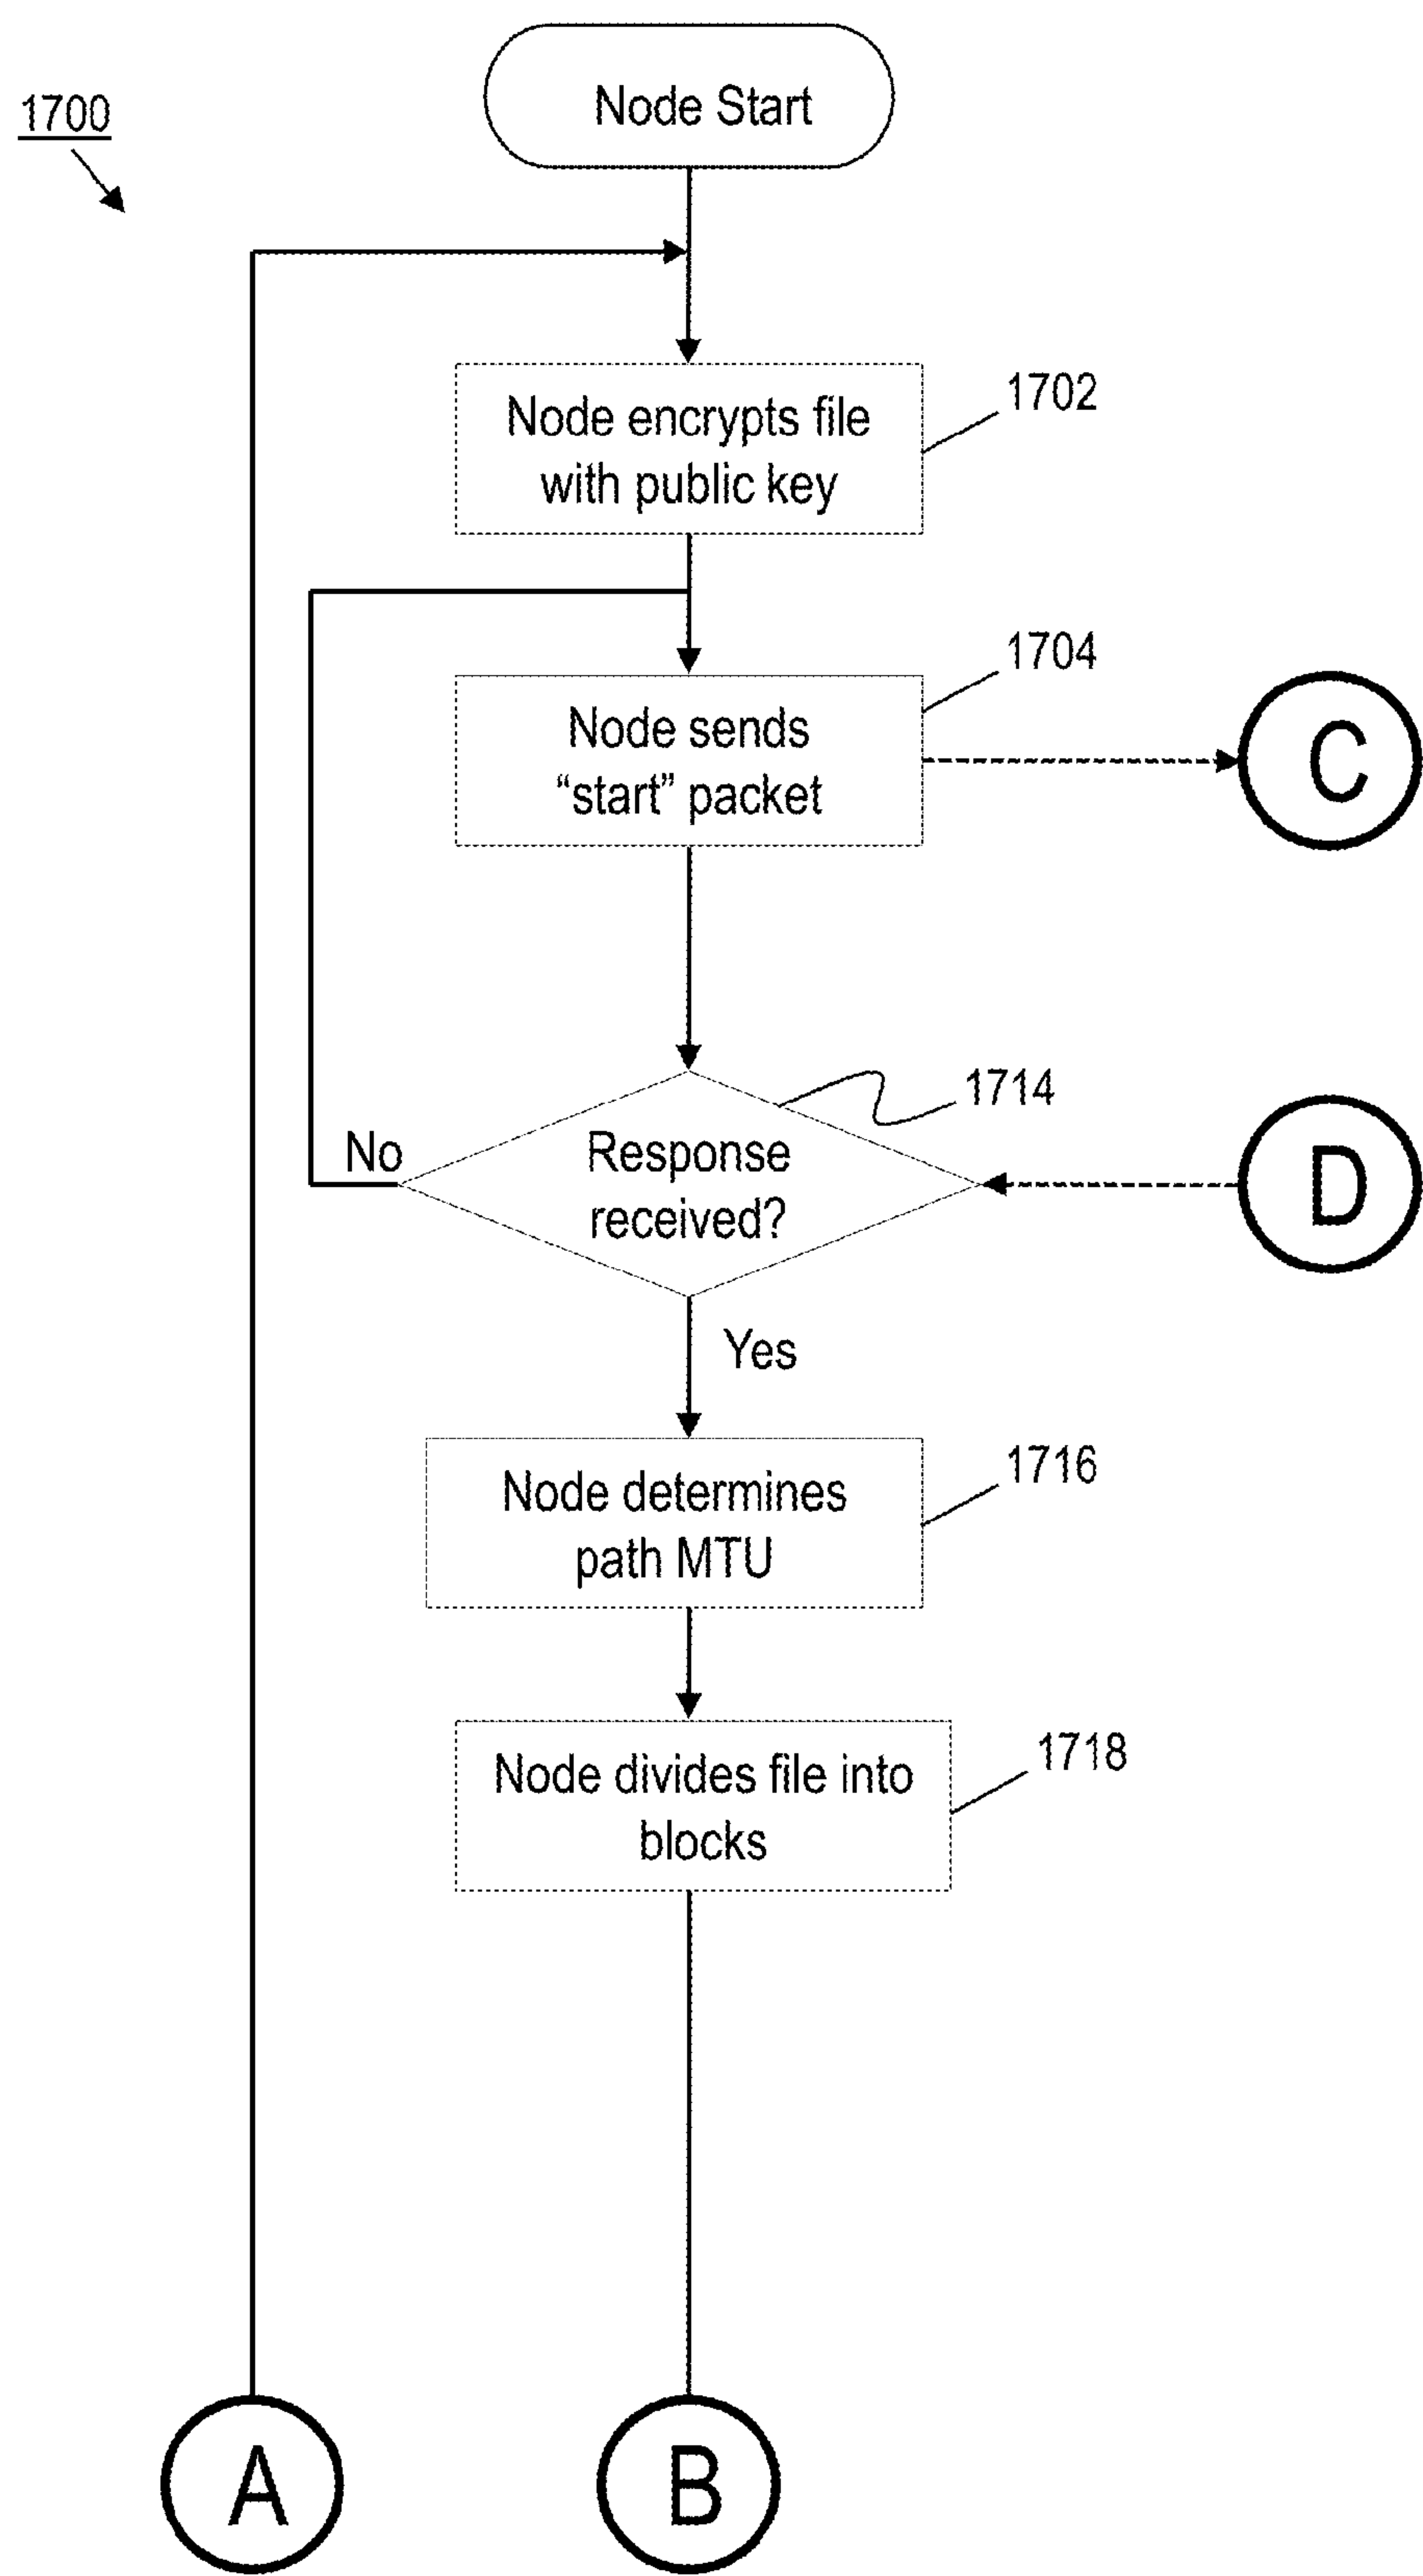 1700
Node Start
Node encrypts file
with public key
1702
Node sends
“start” packet
1704
C
Response
received?
1714
No
D
Yes
Node determines
path MTU
1716
Node divides file into
blocks
1718
A
B